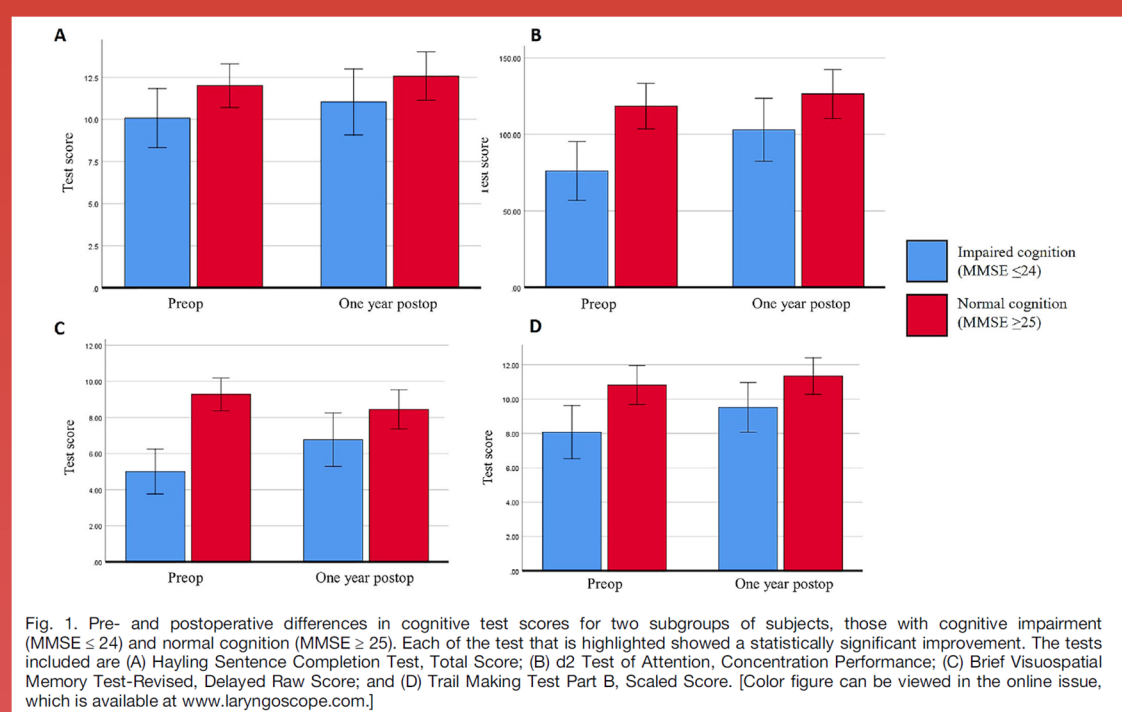 A
B
12.5
10.0
7.5
5.0
2.5
.0
Test score
Preop
One year postop
150.00
100.00
50.00
.00
Test score
Preop
One year postop
Impaired cognition
(MMSE ≤24)
Normal cognition
(MMSE ≥25)
C
D
12.00
10.00
8.00
6.00
4.00
2.00
.00
Test score
Preop
One year postop
12.00
10.00
8.00
6.00
4.00
2.00
.00
Test score
Preop
One year postop
Fig. 1. Pre- and postoperative differences in cognitive test scores for two subgroups of subjects, those with cognitive impairment
(MMSE ≤ 24) and normal cognition (MMSE ≥ 25). Each of the test that is highlighted showed a statistically significant improvement. The tests
included are (A) Hayling Sentence Completion Test, Total Score; (B) d2 Test of Attention, Concentration Performance; (C) Brief Visuospatial
Memory Test-Revised, Delayed Raw Score; and (D) Trail Making Test Part B, Scaled Score. [Color figure can be viewed in the online issue,
which is available at www.laryngoscope.com.]